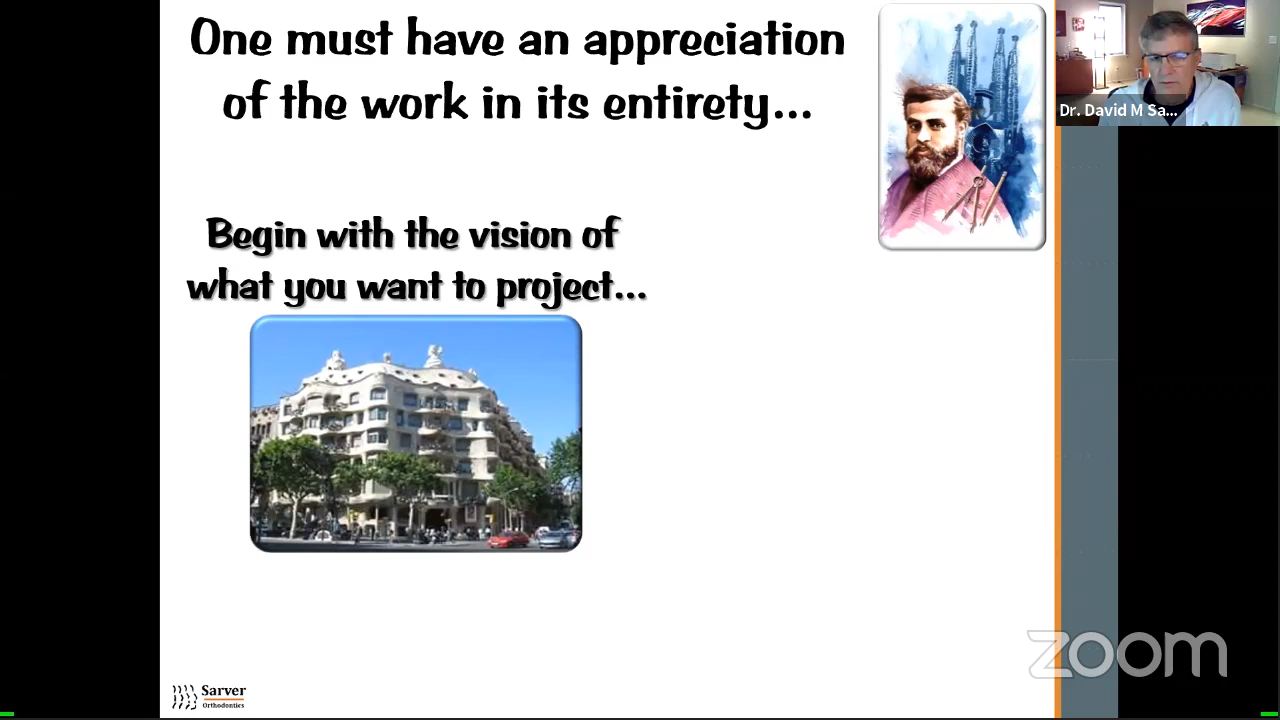 One must have an appreciation
of the work in its entirety...
Dr. David M Sa...
Begin with the vision of
what you want to project...
zoom
Sarver
Orthodontics